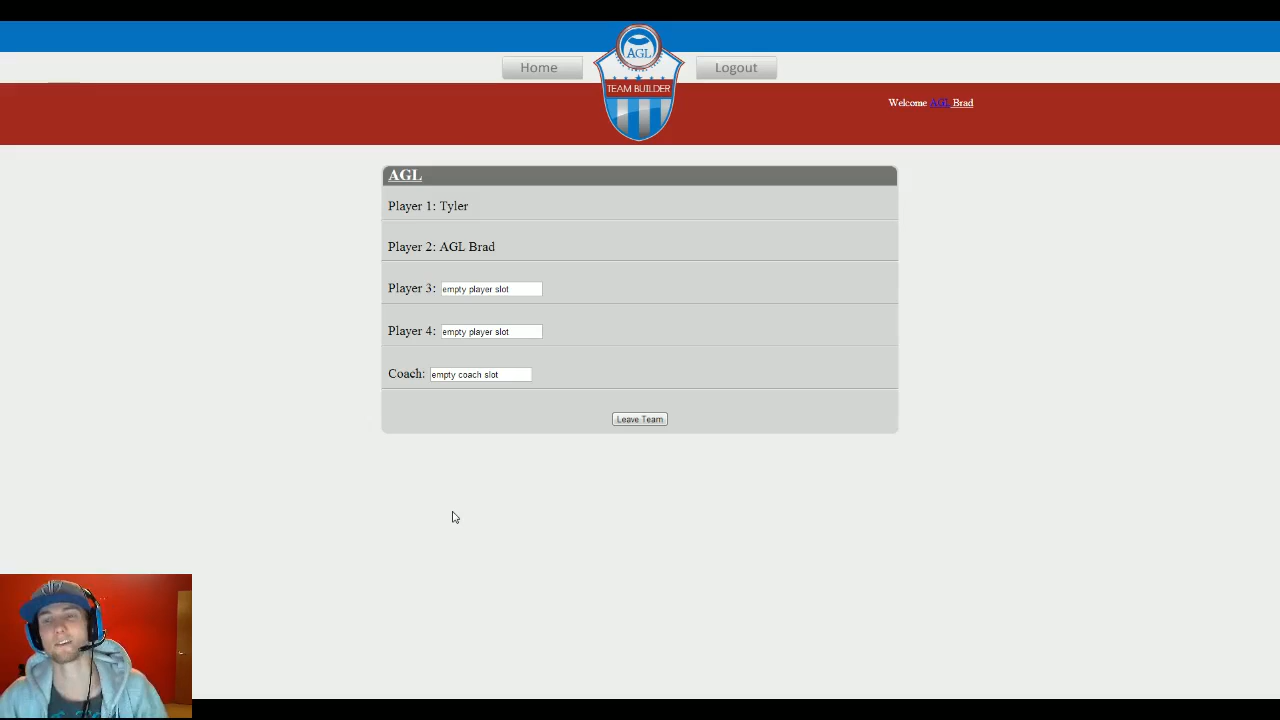 Home
AGL
TEAM BUILDER
Logout
Welcome AGL Brad
AGL
Player 1: Tyler
Player 2: AGL Brad
Player 3: empty player slot
Player 4: empty player slot
Coach: empty coach slot
Leave Team